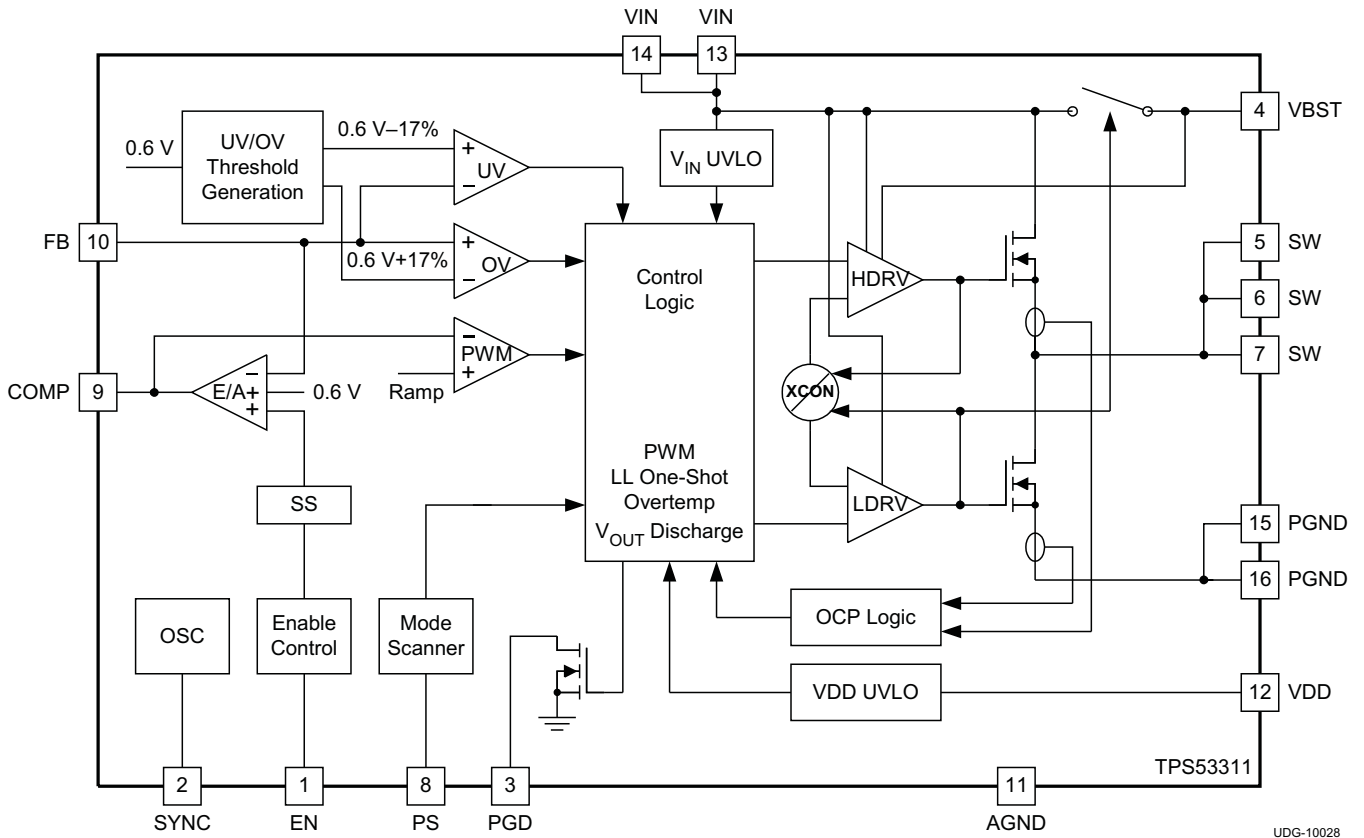 VIN VIN
14 13
4 VBST
0.6 V
UV/OV
Threshold
Generation
0.6 V–17%
+
UV
−
V_IN UVLO
FB 10
0.6 V+17%
+
OV
−
Control
Logic
HDRV
5 SW
6 SW
7 SW
−
PWM
+
Ramp
COMP 9
−
E/A+
+
0.6 V
XCON
PWM
LL One-Shot
Overtemp
V_OUT Discharge
LDRV
SS
15 PGND
16 PGND
OSC
Enable
Control
Mode
Scanner
OCP Logic
VDD UVLO
12 VDD
TPS53311
2 1 8 3 11
SYNC EN PS PGD AGND
UDG-10028